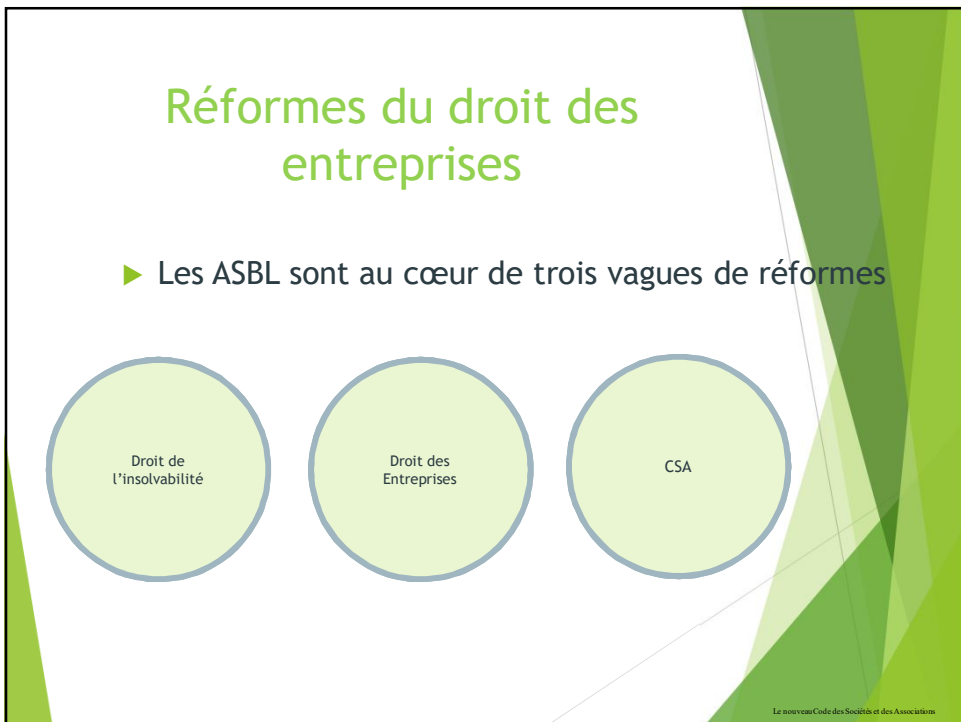 Réformes du droit des
entreprises
Les ASBL sont au cœur de trois vagues de réformes
Droit de
l'insolvabilité
Droit des
Entreprises
CSA
Le nouveau Code des Sociétés et des Associations